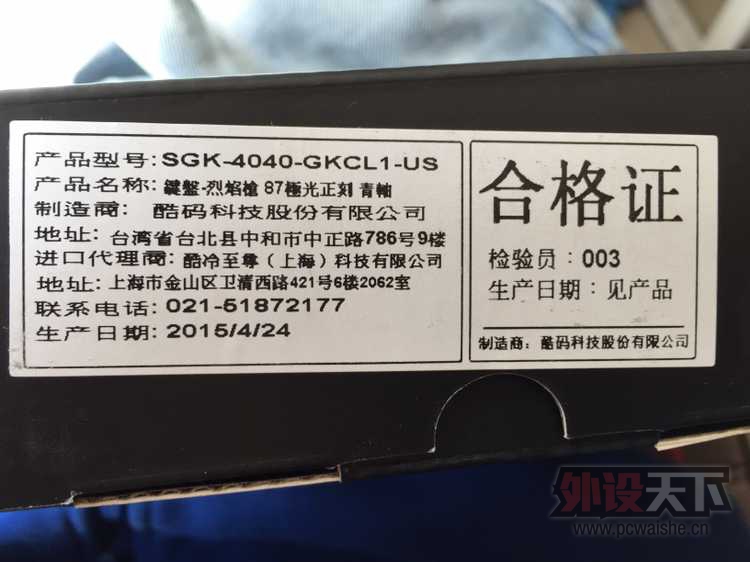 产品型号: SGK-4040-GKCL1-US
产品名称: 鍵盤-烈焰槍 87極光正刻 青軸
制造商: 酷码科技股份有限公司
地址: 台湾省台北县中和市中正路786号9楼
进口代理商: 酷冷至尊（上海）科技有限公司
地址: 上海市金山区卫清西路421号6楼2062室
联系电话: 021-51872177
生产日期: 2015/4/24
合格证
检验员: 003
生产日期: 见产品
制造商: 酷码科技股份有限公司
外设天下
www.pcwaishe.cn